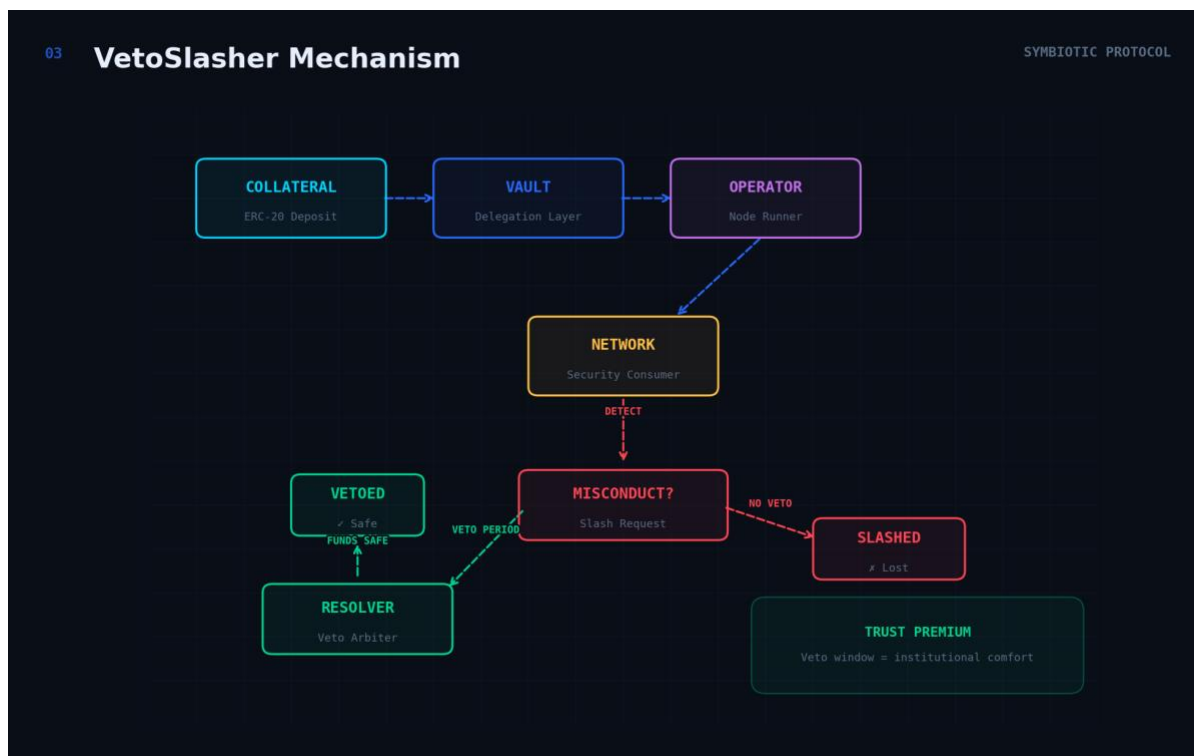 03
VetoSlasher Mechanism
SYMBIOTIC PROTOCOL
COLLATERAL
ERC-20 Deposit
VAULT
Delegation Layer
OPERATOR
Node Runner
NETWORK
Security Consumer
DETECT
MISCONDUCT?
Slash Request
VETOED
✓ Safe
FUNDS SAFE
VETO PERIOD
NO VETO
SLASHED
✗ Lost
RESOLVER
Veto Arbiter
TRUST PREMIUM
Veto window = institutional comfort